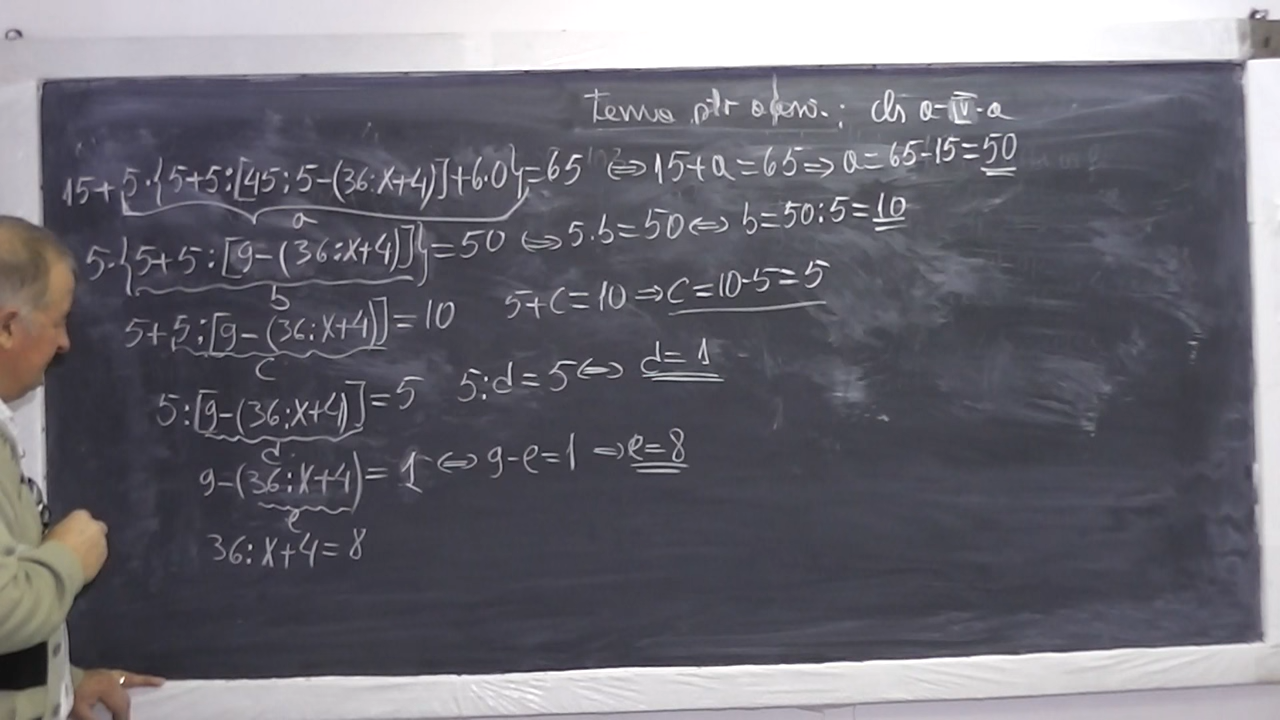 tema ptr acasă: cls a-IV-a
15+5·{5+5:[45:5-(36:x+4)]+6·0}=65 ⇔ 15+a=65 ⇒ a=65-15=50
a
5·{5+5:[9-(36:x+4)]}=50 ⇔ 5·b=50 ⇔ b=50:5=10
b
5+5:[9-(36:x+4)]=10 5+c=10 ⇒ c=10-5=5
c
5:[9-(36:x+4)]=5 5:d=5 ⇔ d=1
d
9-(36:x+4)=1 ⇔ 9-e=1 ⇒ e=8
e
36:x+4=8